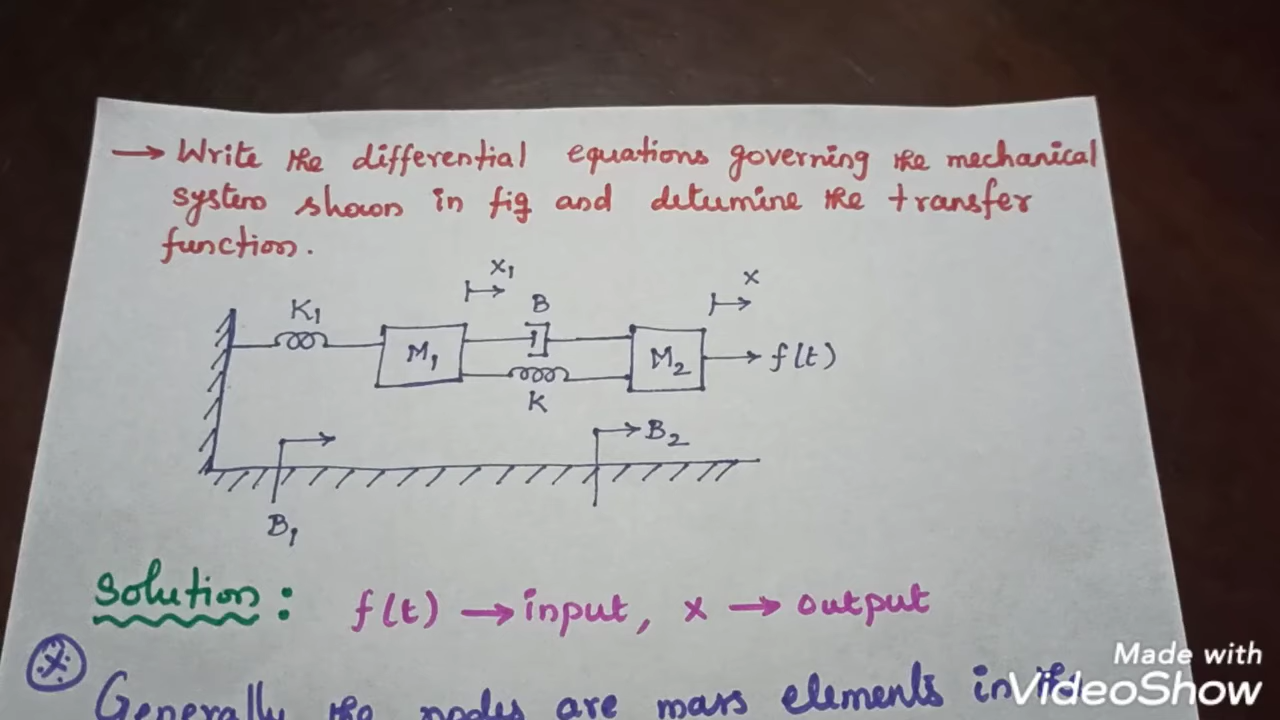 → Write the differential equations governing the mechanical
system shown in fig and determine the transfer
function.
x₁
x
K₁
B
M₁
M₂
f(t)
K
B₂
B₁
Solution:
f(t) → input, x → output
Generally the nodes are mass elements in the
Made with
VideoShow